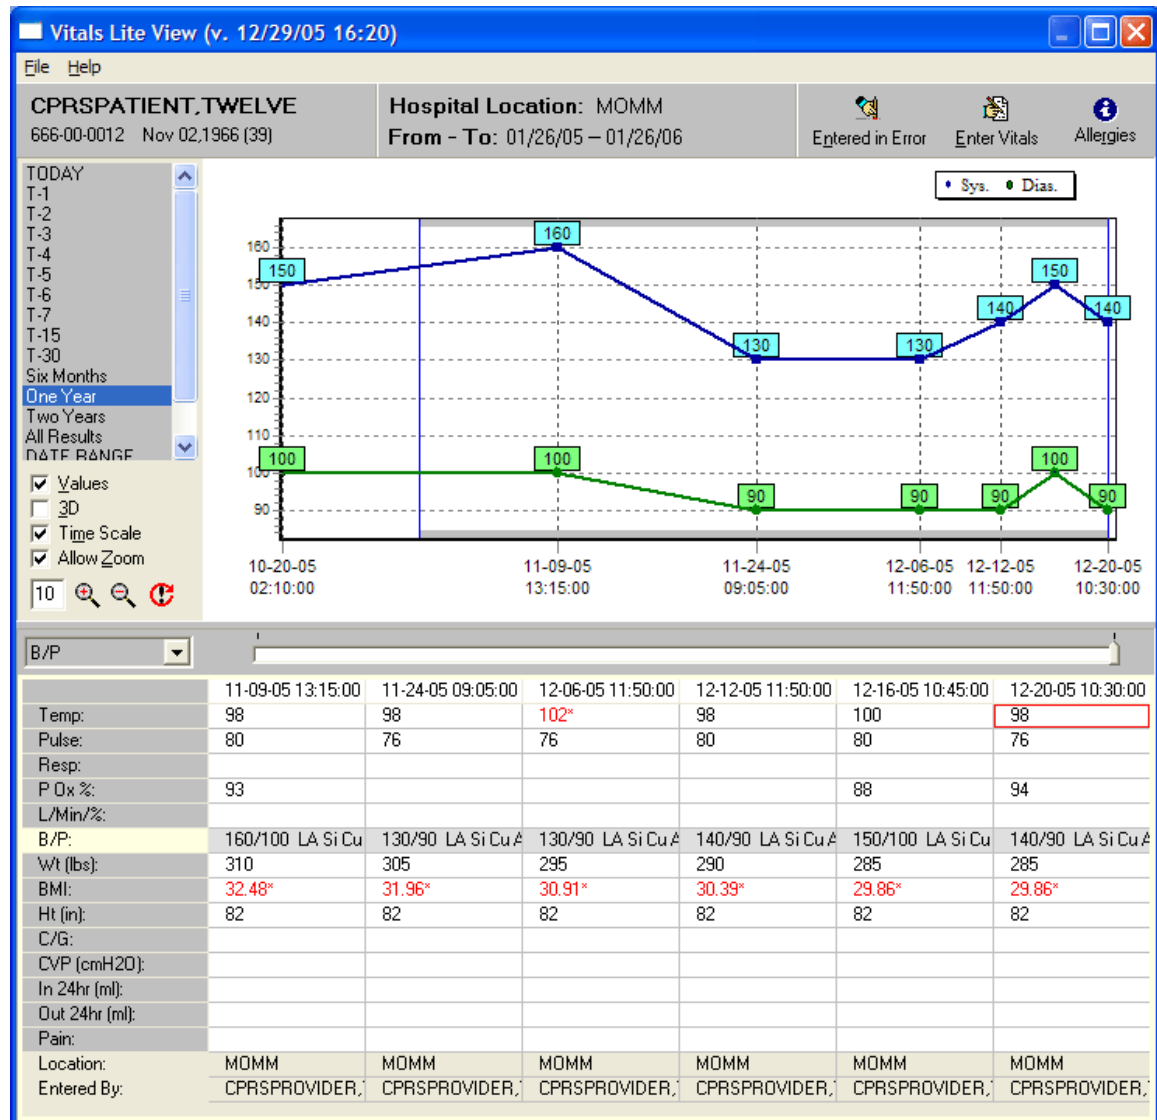 Vitals Lite View (v. 12/29/05 16:20)
File Help
CPRSPATIENT,TWELVE
666-00-0012 Nov 02,1966 (39)
Hospital Location: MOMM
From - To: 01/26/05 – 01/26/06
Entered in Error
Enter Vitals
Allergies
TODAY
T-1
T-2
T-3
T-4
T-5
T-6
T-7
T-15
T-30
Six Months
One Year
Two Years
All Results
DATE RANGE
Values
3D
Time Scale
Allow Zoom
10
Sys. Dias.
160
150
140
130
120
110
100
90
150 160 130 130 140 150 140
100 100 90 90 90 100 90
10-20-05 11-09-05 11-24-05 12-06-05 12-12-05 12-20-05
02:10:00 13:15:00 09:05:00 11:50:00 11:50:00 10:30:00
B/P
11-09-05 13:15:00 11-24-05 09:05:00 12-06-05 11:50:00 12-12-05 11:50:00 12-16-05 10:45:00 12-20-05 10:30:00
Temp: 98 98 102* 98 100 98
Pulse: 80 76 76 80 80 76
Resp:
P Ox %: 93 88 94
L/Min/%:
B/P: 160/100 LA Si Cu 130/90 LA Si Cu A 130/90 LA Si Cu A 140/90 LA Si Cu A 150/100 LA Si Cu 140/90 LA Si Cu A
Wt (lbs): 310 305 295 290 285 285
BMI: 32.48* 31.96* 30.91* 30.39* 29.86* 29.86*
Ht (in): 82 82 82 82 82 82
C/G:
CVP (cmH2O):
In 24hr (ml):
Out 24hr (ml):
Pain:
Location: MOMM MOMM MOMM MOMM MOMM MOMM
Entered By: CPRSPROVIDER, CPRSPROVIDER, CPRSPROVIDER, CPRSPROVIDER, CPRSPROVIDER, CPRSPROVIDER,